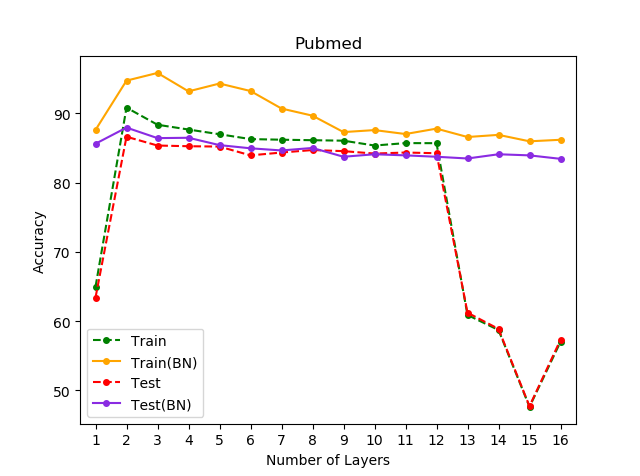 Pubmed
Accuracy
90
80
70
60
50
Train
Train(BN)
Test
Test(BN)
1 2 3 4 5 6 7 8 9 10 11 12 13 14 15 16
Number of Layers